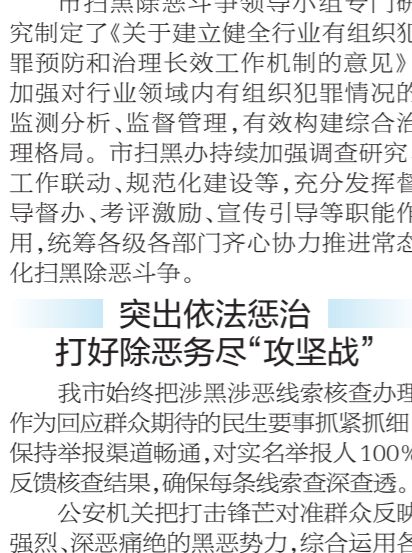 市扫黑除恶斗争领导小组专门研
究制定了《关于建立健全行业有组织犯
罪预防和治理长效工作机制的意见》
加强对行业领域内有组织犯罪情况的
监测分析、监督管理,有效构建综合治
理格局。市扫黑办持续加强调查研究、
工作联动、规范化建设等,充分发挥督
导督办、考评激励、宣传引导等职能作
用,统筹各级各部门齐心协力推进常态
化扫黑除恶斗争。
突出依法惩治
打好除恶务尽“攻坚战”
我市始终把涉黑涉恶线索核查办理
作为回应群众期待的民生要事抓紧抓细
保持举报渠道畅通,对实名举报人100%
反馈核查结果,确保每条线索查深查透。
公安机关把打击锋芒对准群众反映
强烈、深恶痛绝的黑恶势力,综合运用各